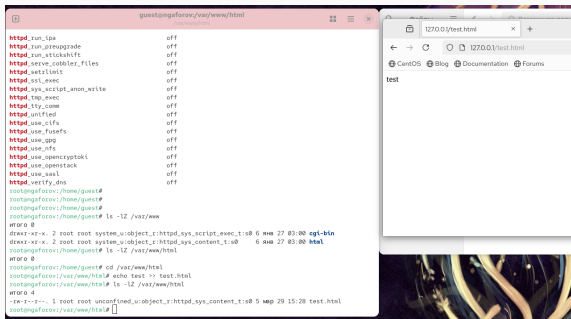 guest@ngaforov:/var/www/html
/var/www/html
httpd_run_ipa off
httpd_run_preupgrade off
httpd_run_stickshift off
httpd_serve_cobbler_files off
httpd_setrlimit off
httpd_ssi_exec off
httpd_sys_script_anon_write off
httpd_tmp_exec off
httpd_tty_comm off
httpd_unified off
httpd_use_cifs off
httpd_use_fusefs off
httpd_use_gpg off
httpd_use_nfs off
httpd_use_opencryptoki off
httpd_use_openstack off
httpd_use_sasl off
httpd_verify_dns off
root@ngaforov:/home/guest#
root@ngaforov:/home/guest#
root@ngaforov:/home/guest#
root@ngaforov:/home/guest# ls -lZ /var/www
итого 0
drwxr-xr-x. 2 root root system_u:object_r:httpd_sys_script_exec_t:s0 6 янв 27 03:00 cgi-bin
drwxr-xr-x. 2 root root system_u:object_r:httpd_sys_content_t:s0 6 янв 27 03:00 html
root@ngaforov:/home/guest# ls -lZ /var/www/html
итого 0
root@ngaforov:/home/guest# cd /var/www/html
root@ngaforov:/var/www/html# echo test >> test.html
root@ngaforov:/var/www/html# ls -lZ /var/www/html
итого 4
-rw-r--r--. 1 root root unconfined_u:object_r:httpd_sys_content_t:s0 5 мар 29 15:28 test.html
root@ngaforov:/var/www/html#
127.0.0.1/test.html
127.0.0.1/test.html
CentOS Blog Documentation Forums
test